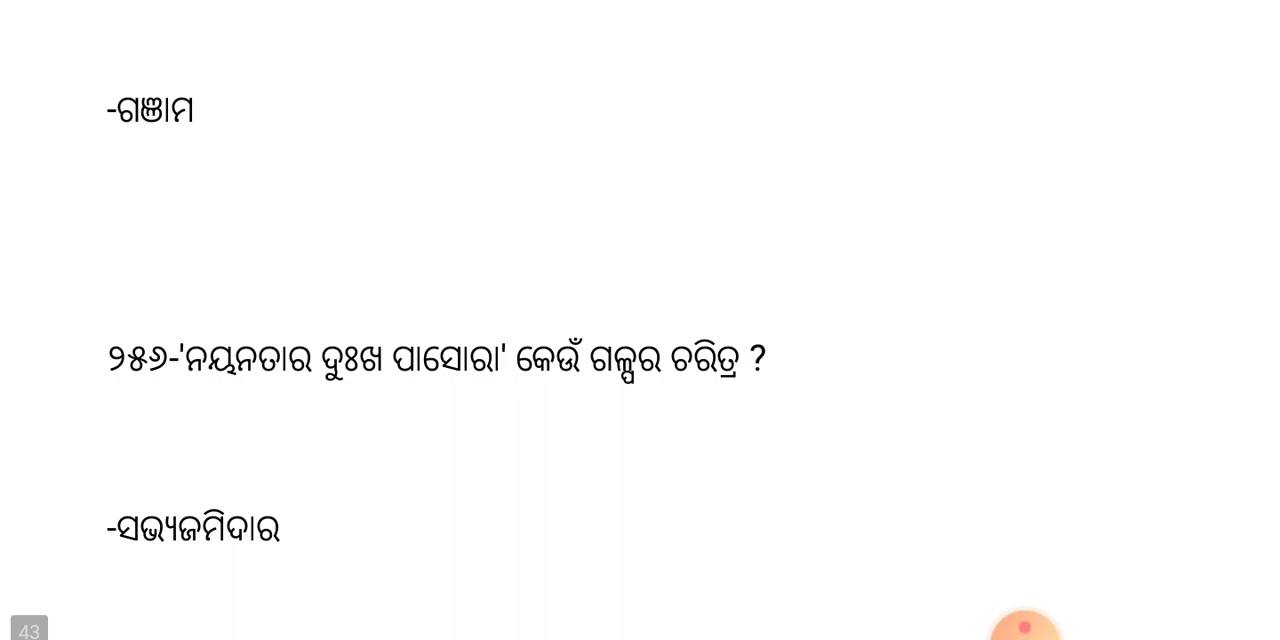 -ଗଞ୍ଜାମ
୨୫୬-'ନୟନତାର ଦୁଃଖ ପାସୋରା' କେଉଁ ଗଳ୍ପର ଚରିତ୍ର ?
-ସଭ୍ୟଜମିଦାର
43